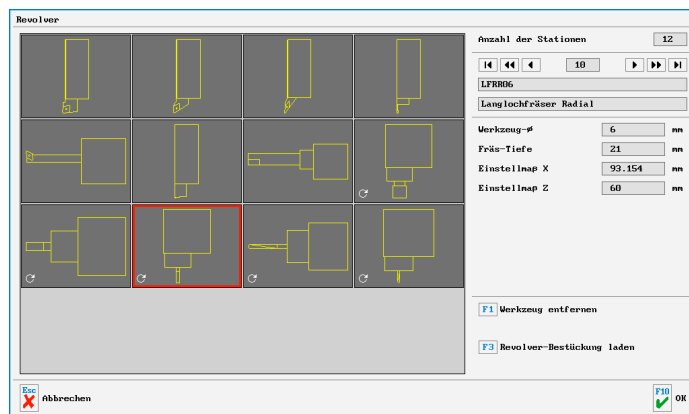 Revolver
Anzahl der Stationen 12
10
LFRR06
Langlochfräser Radial
Werkzeug-ø 6 mm
Fräs-Tiefe 21 mm
Einstellmaß X 93.154 mm
Einstellmaß Z 60 mm
F1 Werkzeug entfernen
F3 Revolver-Bestückung laden
Esc Abbrechen
F10 OK